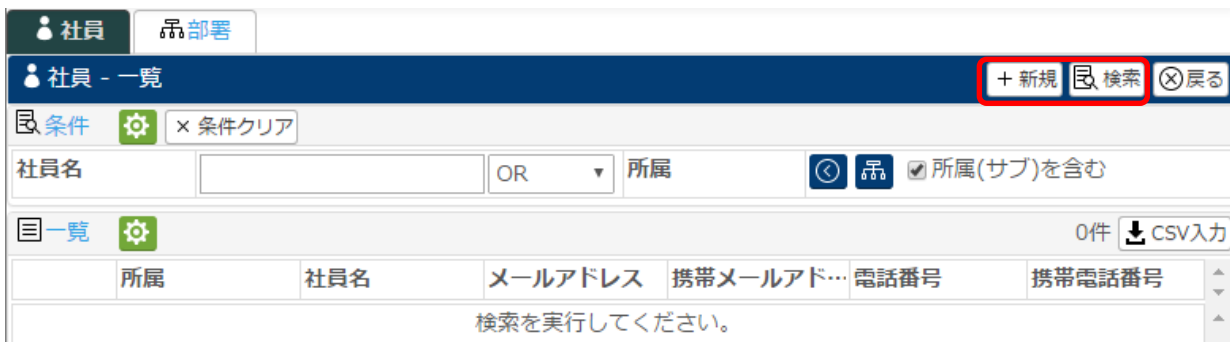 社員 部署
社員 - 一覧 + 新規 検索 戻る
条件 × 条件クリア
社員名 OR 所属 所属(サブ)を含む
一覧 0件 CSV入力
所属 社員名 メールアドレス 携帯メールアド… 電話番号 携帯電話番号
検索を実行してください。